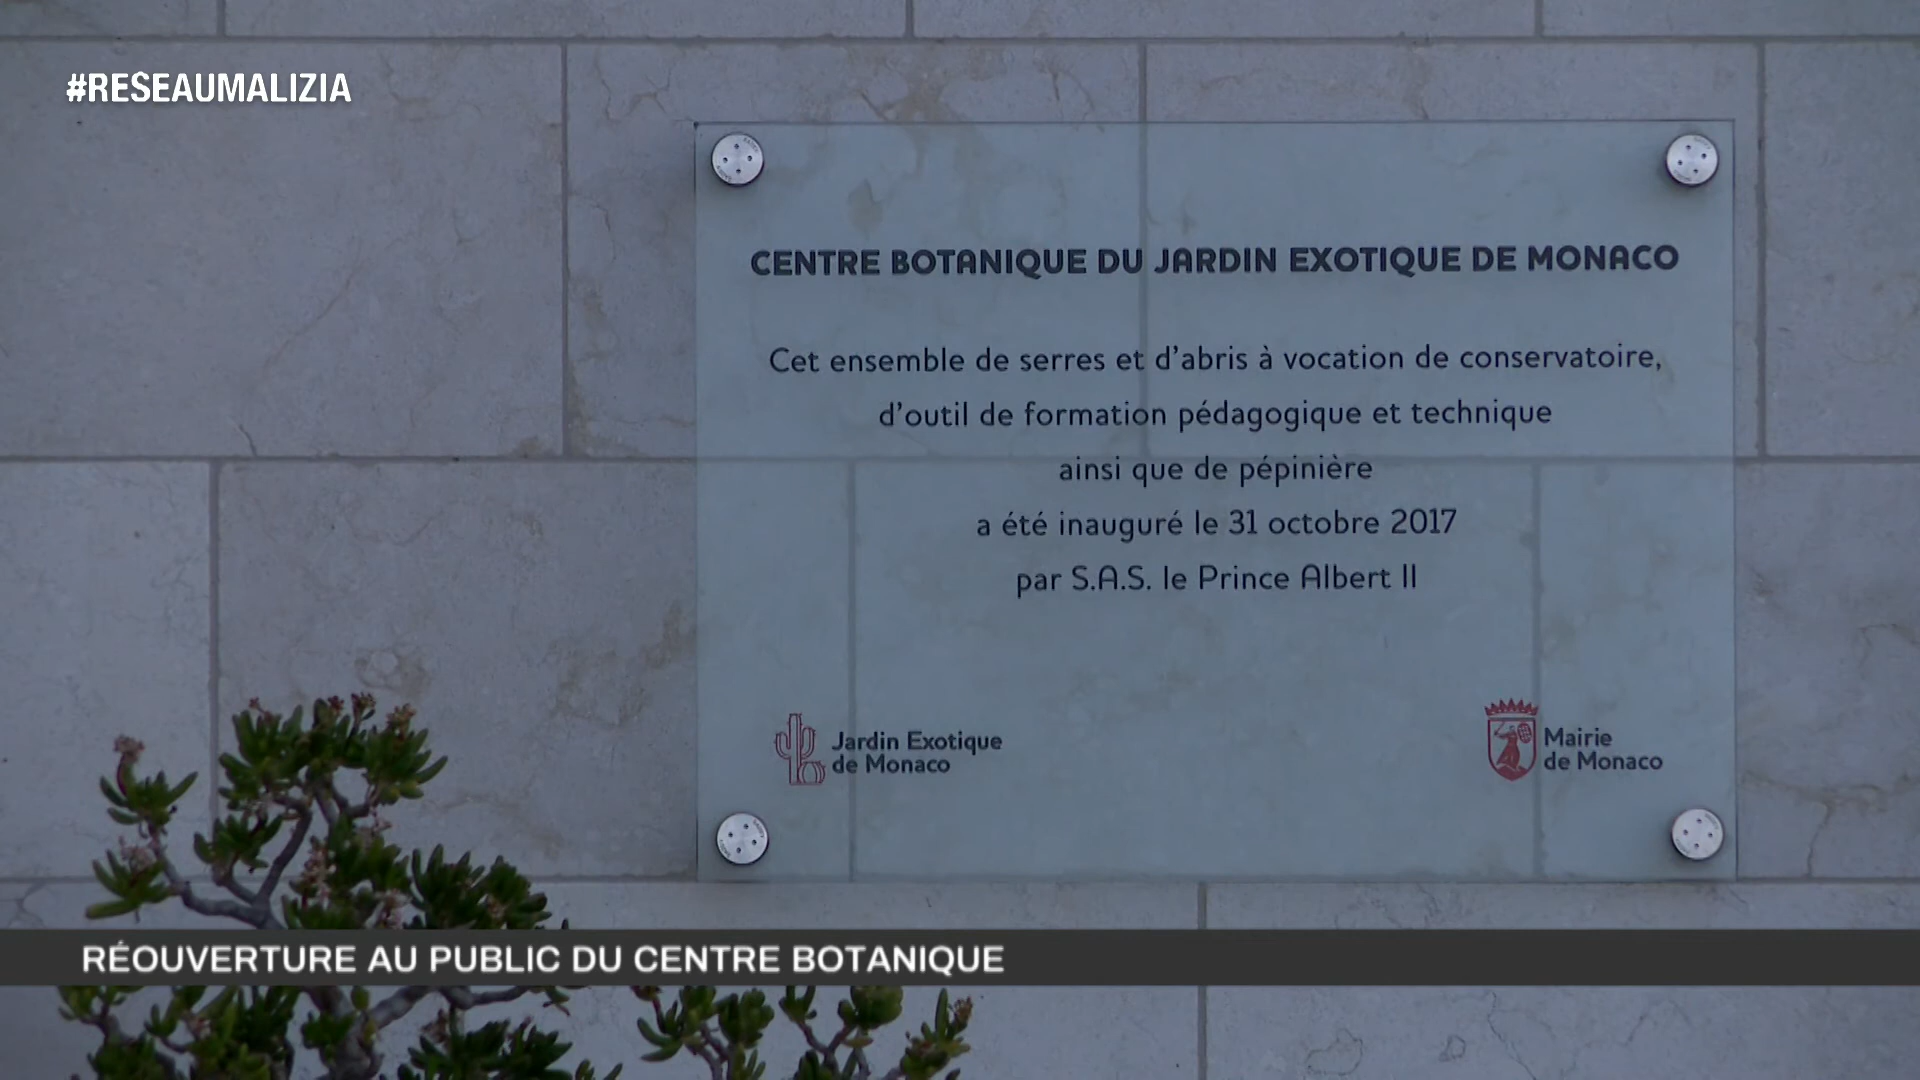 #RESEAUMALIZIA
CENTRE BOTANIQUE DU JARDIN EXOTIQUE DE MONACO
Cet ensemble de serres et d'abris à vocation de conservatoire,
d'outil de formation pédagogique et technique
ainsi que de pépinière
a été inauguré le 31 octobre 2017
par S.A.S. le Prince Albert II
Jardin Exotique
de Monaco
Mairie
de Monaco
RÉOUVERTURE AU PUBLIC DU CENTRE BOTANIQUE